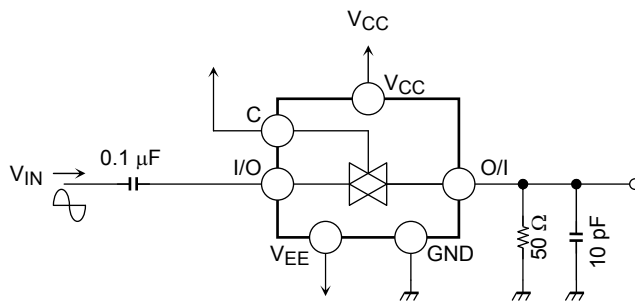 VCC
VCC
C
0.1 μF
I/O
O/I
VIN
VEE
GND
50 Ω
10 pF